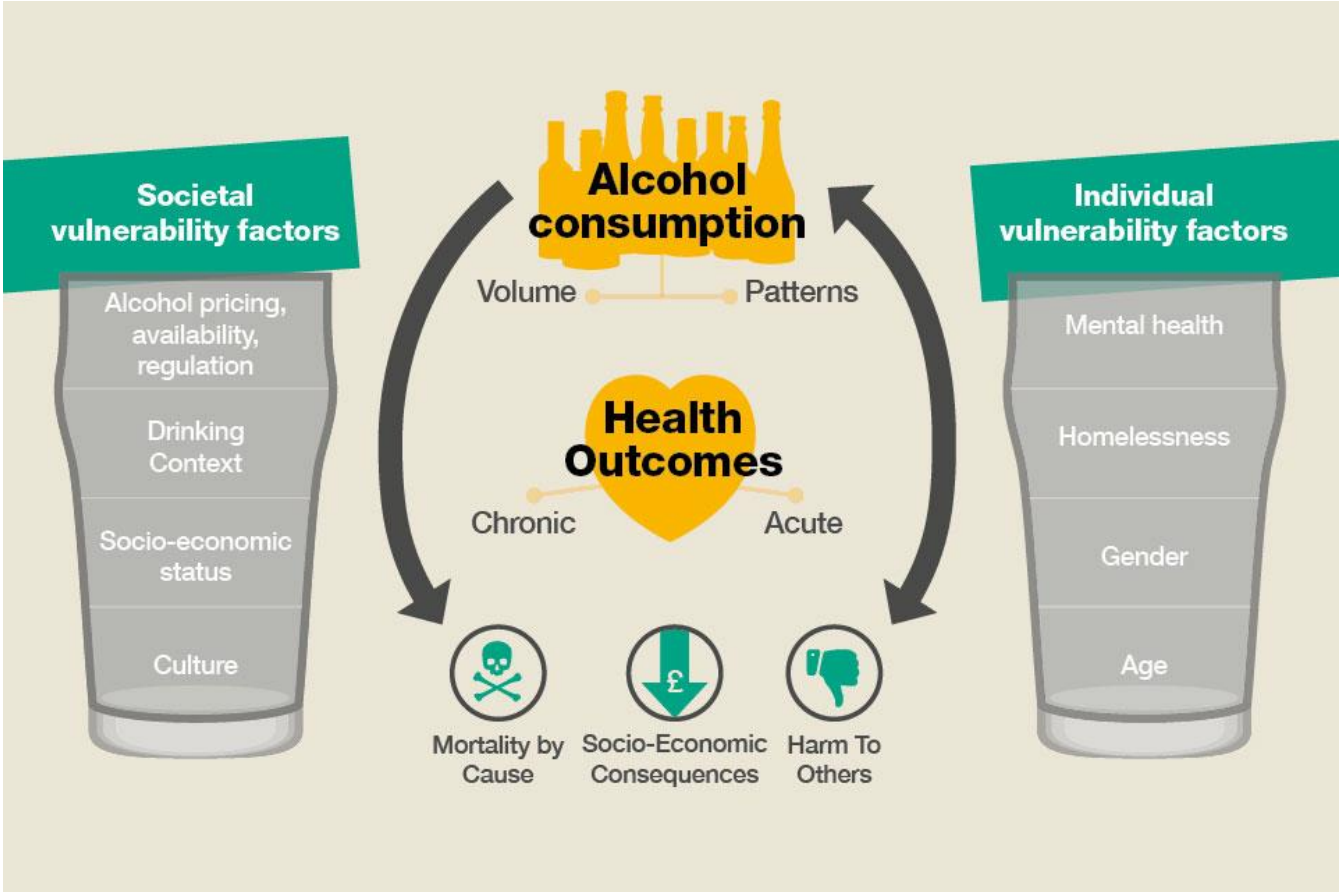 Societal
vulnerability factors
Alcohol pricing,
availability,
regulation
Drinking
Context
Socio-economic
status
Culture
Alcohol
consumption
Volume
Patterns
Health
Outcomes
Chronic
Acute
£
Mortality by
Cause
Socio-Economic
Consequences
Harm To
Others
Individual
vulnerability factors
Mental health
Homelessness
Gender
Age